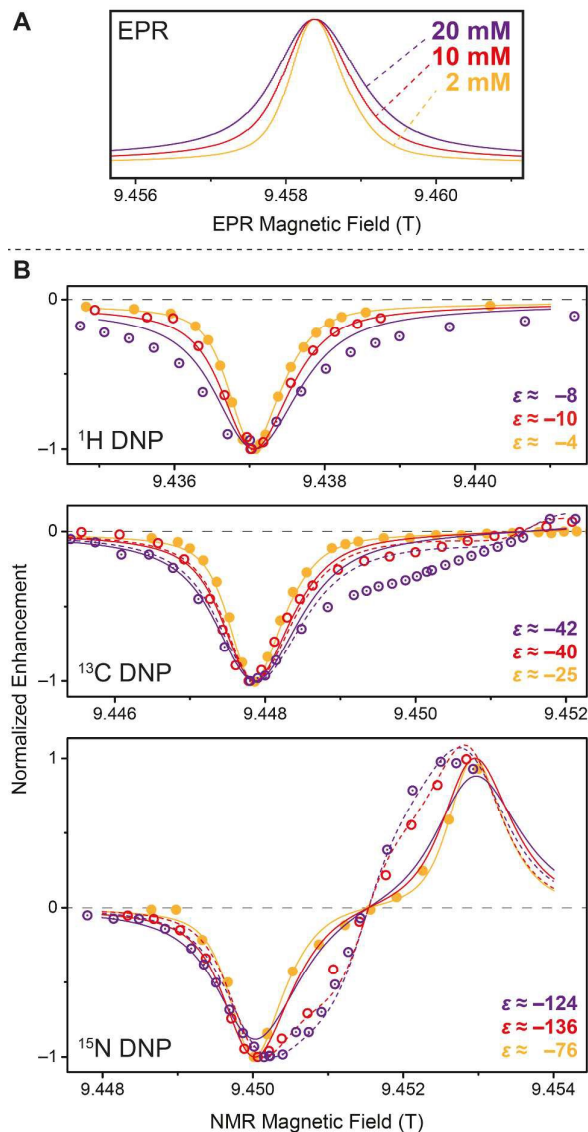 A
EPR
20 mM
10 mM
2 mM
9.456 9.458 9.460
EPR Magnetic Field (T)
B
0
−1
¹H DNP
ε ≈ −8
ε ≈ −10
ε ≈ −4
9.436 9.438 9.440
0
−1
¹³C DNP
ε ≈ −42
ε ≈ −40
ε ≈ −25
9.446 9.448 9.450 9.452
Normalized Enhancement
1
0
−1
¹⁵N DNP
ε ≈ −124
ε ≈ −136
ε ≈ −76
9.448 9.450 9.452 9.454
NMR Magnetic Field (T)